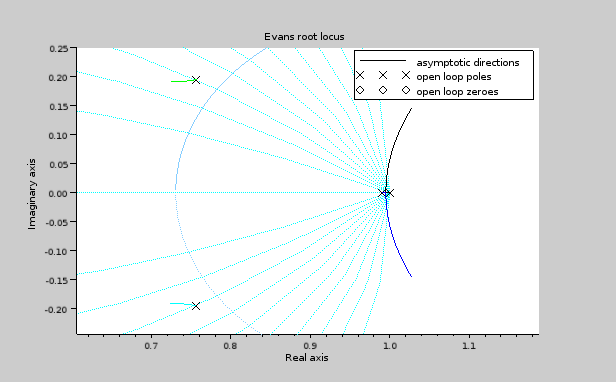 Evans root locus
asymptotic directions
open loop poles
open loop zeroes
0.25
0.20
0.15
0.10
0.05
0.00
-0.05
-0.10
-0.15
-0.20
Imaginary axis
0.7 0.8 0.9 1.0 1.1
Real axis